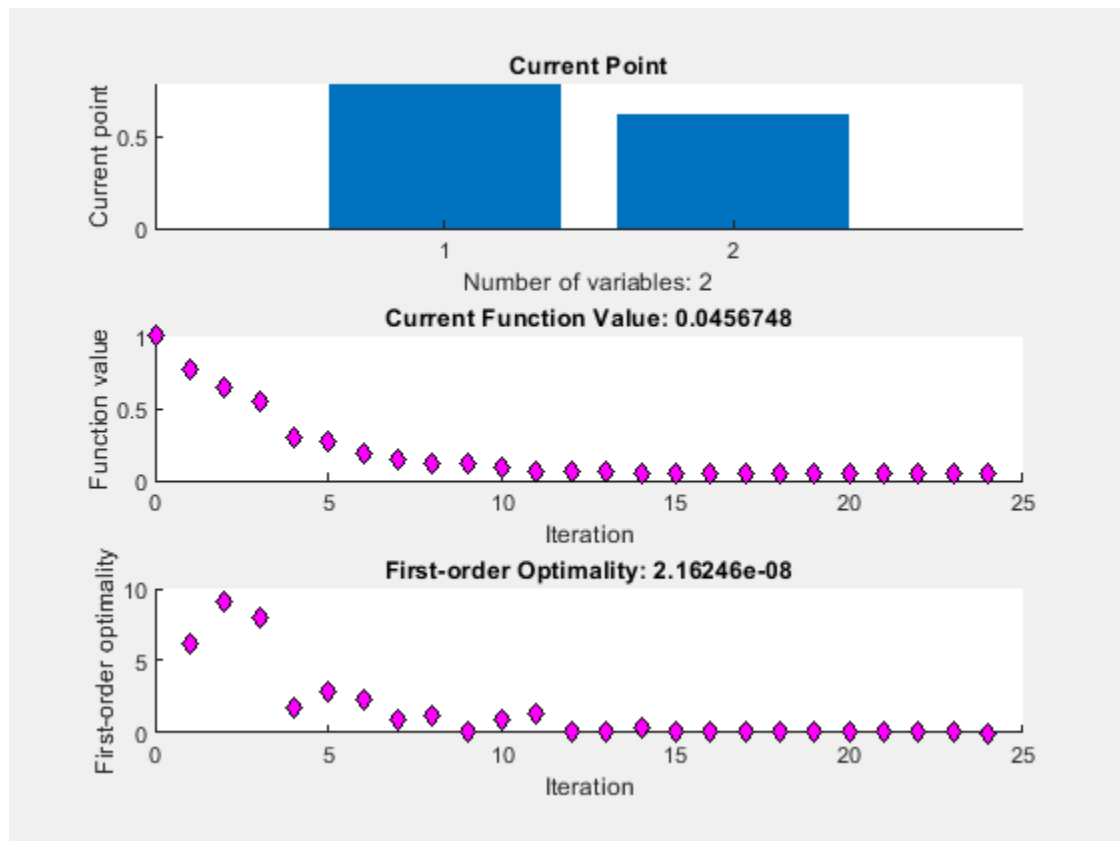 Current Point
Current point
0.5
0
1 2
Number of variables: 2
Current Function Value: 0.0456748
Function value
1
0.5
0
0 5 10 15 20 25
Iteration
First-order Optimality: 2.16246e-08
First-order optimality
10
5
0
0 5 10 15 20 25
Iteration